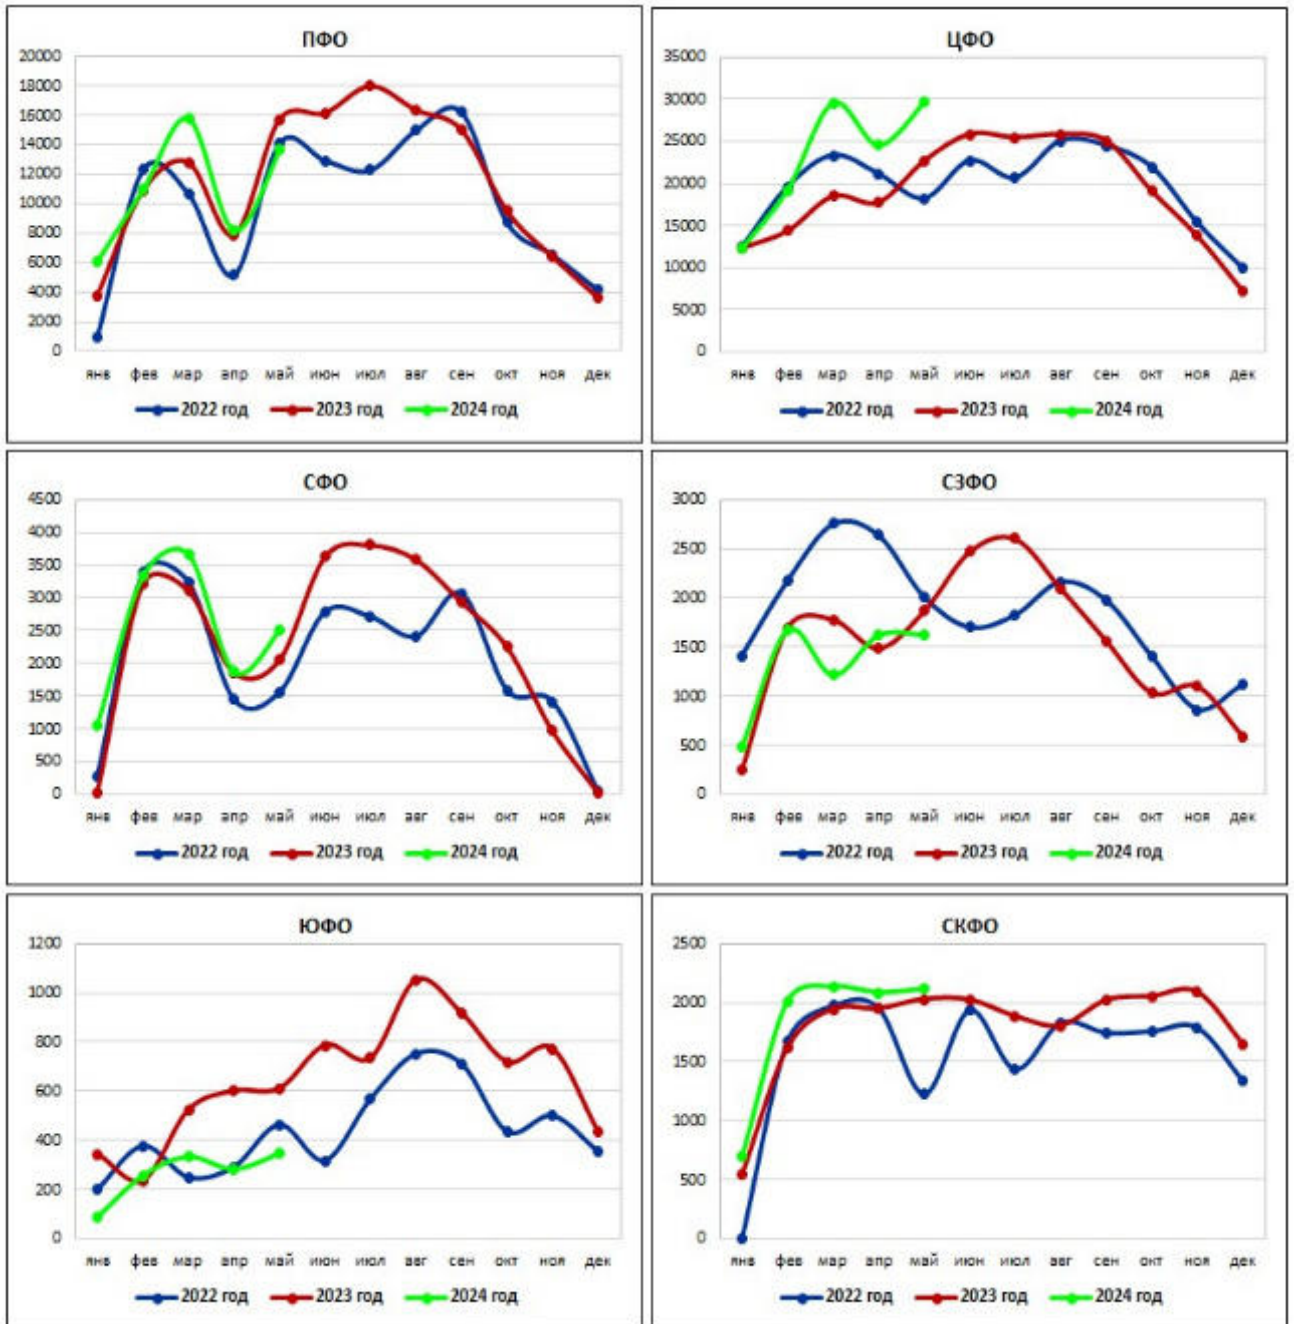 ПФО
20000
18000
16000
14000
12000
10000
8000
6000
4000
2000
0
янв фев мар апр май июн июл авг сен окт ноя дек
2022 год 2023 год 2024 год
ЦФО
35000
30000
25000
20000
15000
10000
5000
0
янв фев мар апр май июн июл авг сен окт ноя дек
2022 год 2023 год 2024 год
СФО
4500
4000
3500
3000
2500
2000
1500
1000
500
0
янв фев мар апр май июн июл авг сен окт ноя дек
2022 год 2023 год 2024 год
СЗФО
3000
2500
2000
1500
1000
500
0
янв фев мар апр май июн июл авг сен окт ноя дек
2022 год 2023 год 2024 год
ЮФО
1200
1000
800
600
400
200
0
янв фев мар апр май июн июл авг сен окт ноя дек
2022 год 2023 год 2024 год
СКФО
2500
2000
1500
1000
500
0
янв фев мар апр май июн июл авг сен окт ноя дек
2022 год 2023 год 2024 год